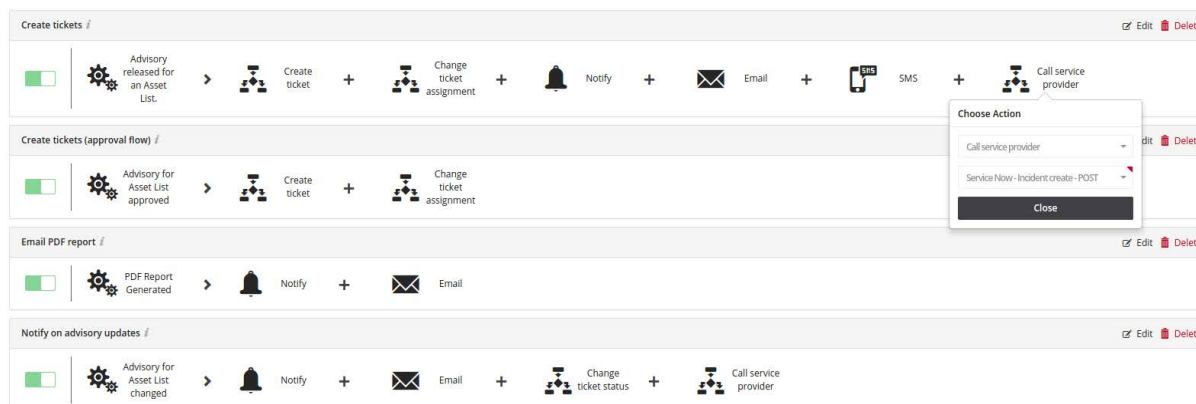 Create tickets i
Edit Delet
Advisory
released for
an Asset
List.
Create
ticket
Change
ticket
assignment
Notify
Email
SMS
SMS
Call service
provider
Choose Action
Call service provider
Service Now - Incident create - POST
Close
Create tickets (approval flow) i
dit Delet
Advisory for
Asset List
approved
Create
ticket
Change
ticket
assignment
Email PDF report i
Edit Delet
PDF Report
Generated
Notify
Email
Notify on advisory updates i
Edit Delet
Advisory for
Asset List
changed
Notify
Email
Change
ticket status
Call service
provider